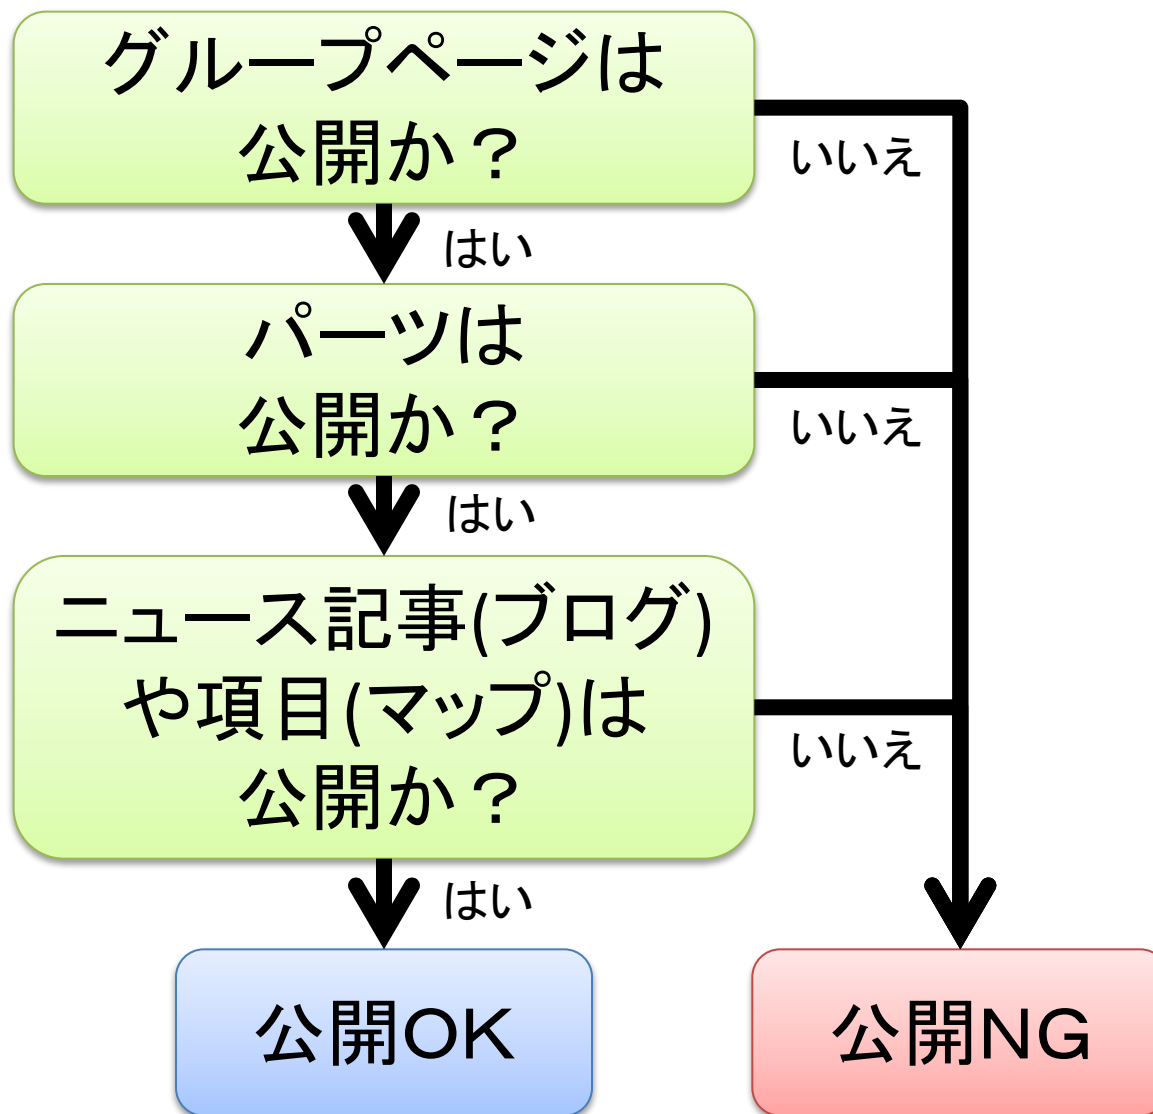 グループページは
公開か？
いいえ
はい
パーツは
公開か？
いいえ
はい
ニュース記事(ブログ)
や項目(マップ)は
公開か？
いいえ
はい
公開ＯＫ
公開ＮＧ